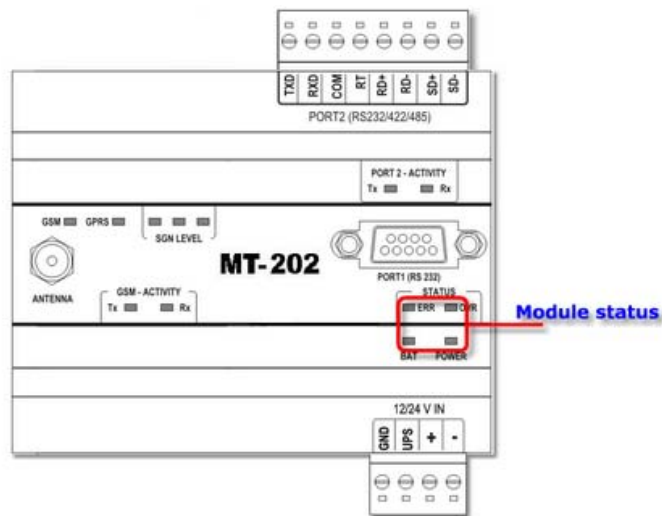 TXD RXD COM RT RD+ RD- SD+ SD-
PORT2 (RS232/422/485)
PORT 2 - ACTIVITY
Tx Rx
GSM GPRS
SGN LEVEL
MT-202
ANTENNA
PORT1 (RS 232)
GSM - ACTIVITY
Tx Rx
STATUS
ERR
Module status
BAT POWER
12/24 V IN
GND UPS + -